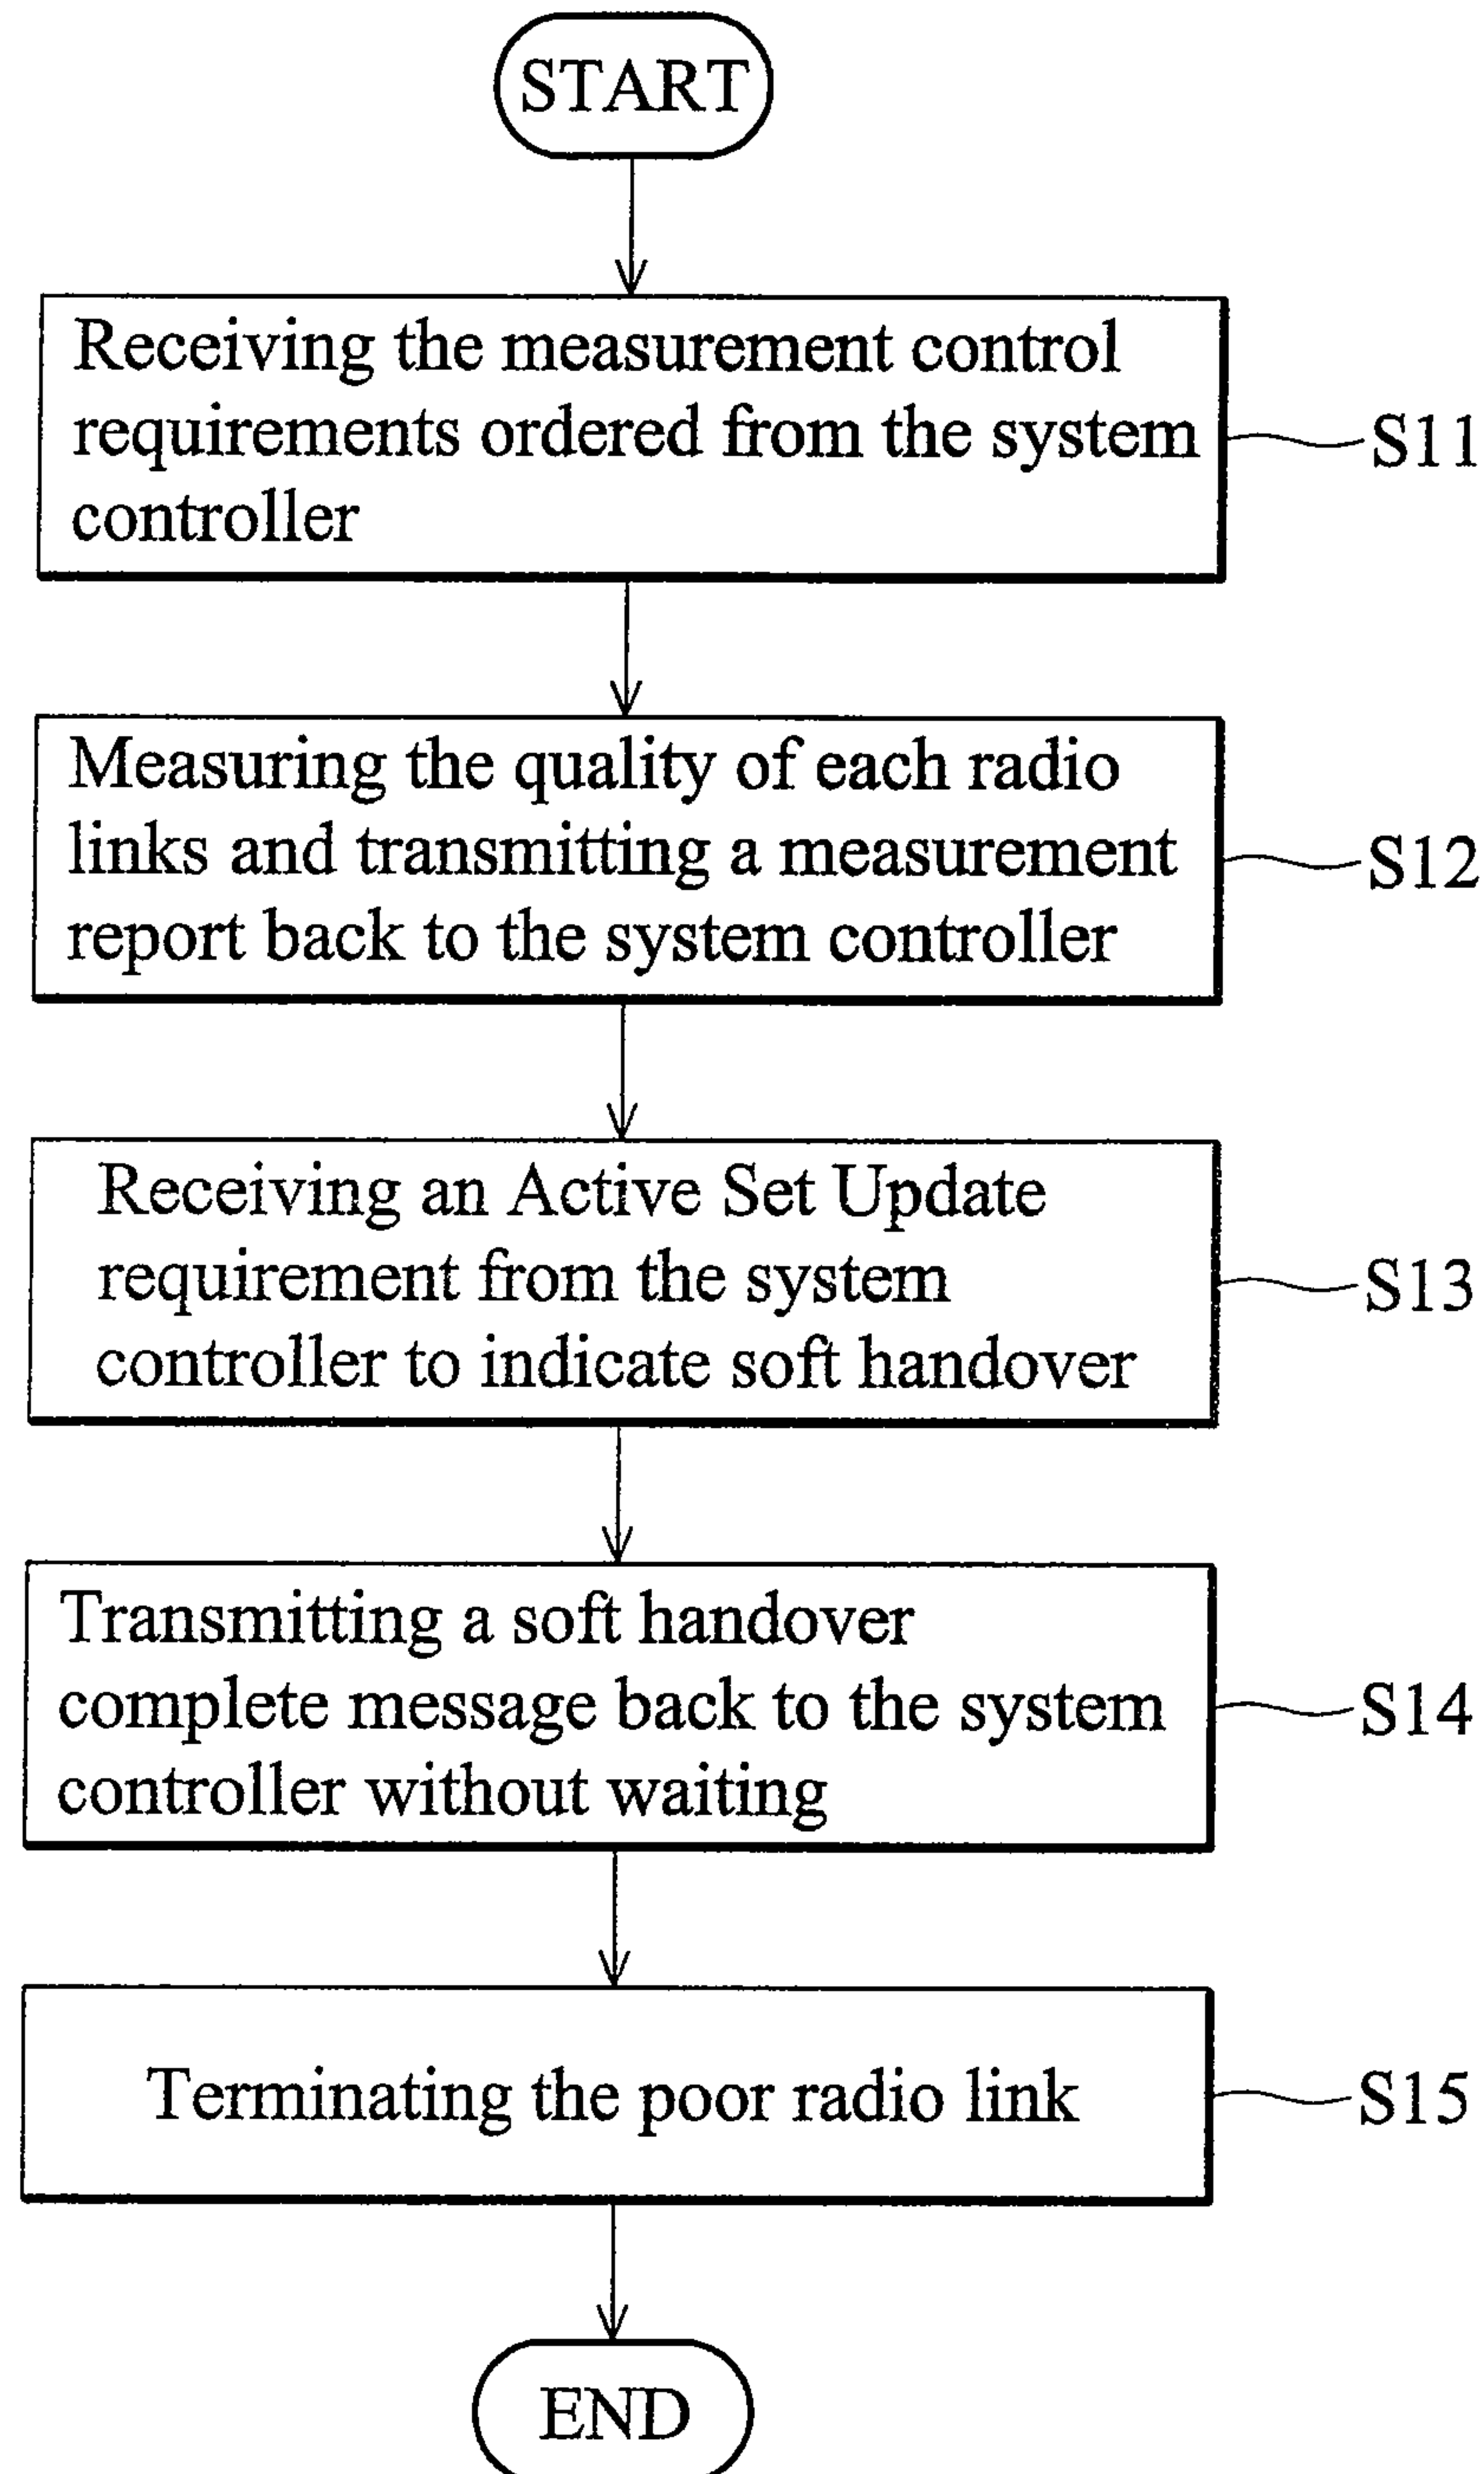 START
Receiving the measurement control
requirements ordered from the system
controller
S11
Measuring the quality of each radio
links and transmitting a measurement
report back to the system controller
S12
Receiving an Active Set Update
requirement from the system
controller to indicate soft handover
S13
Transmitting a soft handover
complete message back to the system
controller without waiting
S14
Terminating the poor radio link
S15
END